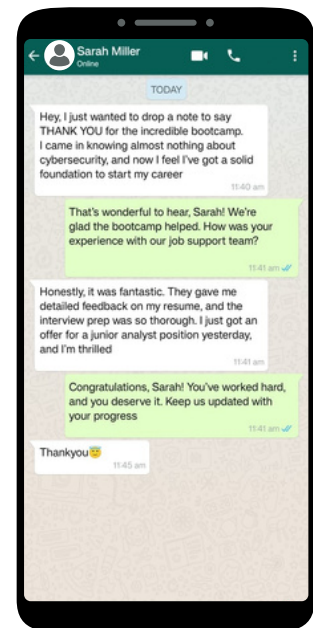 Sarah Miller
Online
TODAY
Hey, I just wanted to drop a note to say
THANK YOU for the incredible bootcamp.
I came in knowing almost nothing about
cybersecurity, and now I feel I've got a solid
foundation to start my career
11:40 am
That's wonderful to hear, Sarah! We're
glad the bootcamp helped. How was your
experience with our job support team?
11:41 am
Honestly, it was fantastic. They gave me
detailed feedback on my resume, and the
interview prep was so thorough. I just got an
offer for a junior analyst position yesterday,
and I'm thrilled
11:41 am
Congratulations, Sarah! You've worked hard,
and you deserve it. Keep us updated with
your progress
11:41 am
Thankyou😇
11:45 am